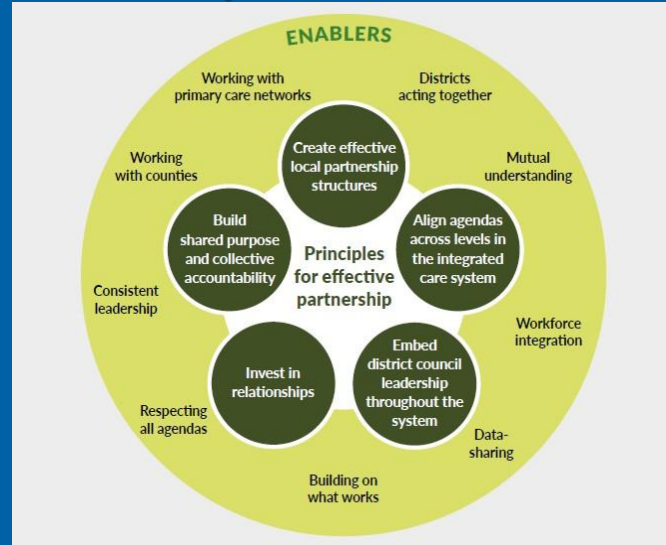 ENABLERS
Working with
primary care networks
Districts
acting together
Working
with counties
Mutual
understanding
Consistent
leadership
Workforce
integration
Respecting
all agendas
Data-
sharing
Building on
what works
Principles
for effective
partnership
Create effective
local partnership
structures
Align agendas
across levels in
the integrated
care system
Embed
district council
leadership
throughout the
system
Invest in
relationships
Build
shared purpose
and collective
accountability